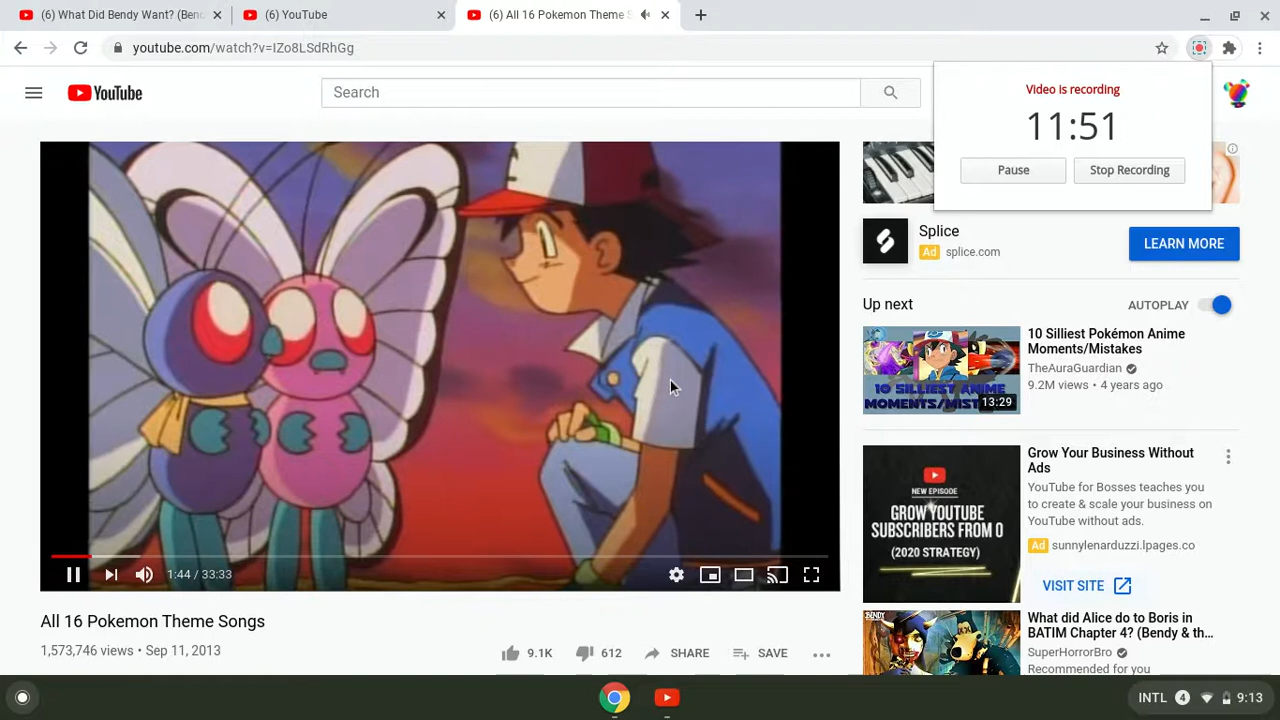 (6) What Did Bendy Want? (Bend
(6) YouTube
(6) All 16 Pokemon Theme S
youtube.com/watch?v=IZo8LSdRhGg
YouTube
Search
Video is recording
11:51
Pause
Stop Recording
Splice
Ad splice.com
LEARN MORE
Up next
AUTOPLAY
10 SILLIEST ANIME
MOMENTS/MIST
13:29
10 Silliest Pokémon Anime
Moments/Mistakes
TheAuraGuardian
9.2M views • 4 years ago
NEW EPISODE
GROW YOUTUBE
SUBSCRIBERS FROM 0
(2020 STRATEGY)
Grow Your Business Without
Ads
YouTube for Bosses teaches you
to create & scale your business on
YouTube without ads.
Ad sunnylenarduzzi.lpages.co
VISIT SITE
BENDY
What did Alice do to Boris in
BATIM Chapter 4? (Bendy & th...
SuperHorrorBro
Recommended for you
1:44 / 33:33
All 16 Pokemon Theme Songs
1,573,746 views • Sep 11, 2013
9.1K
612
SHARE
SAVE
INTL
4
9:13